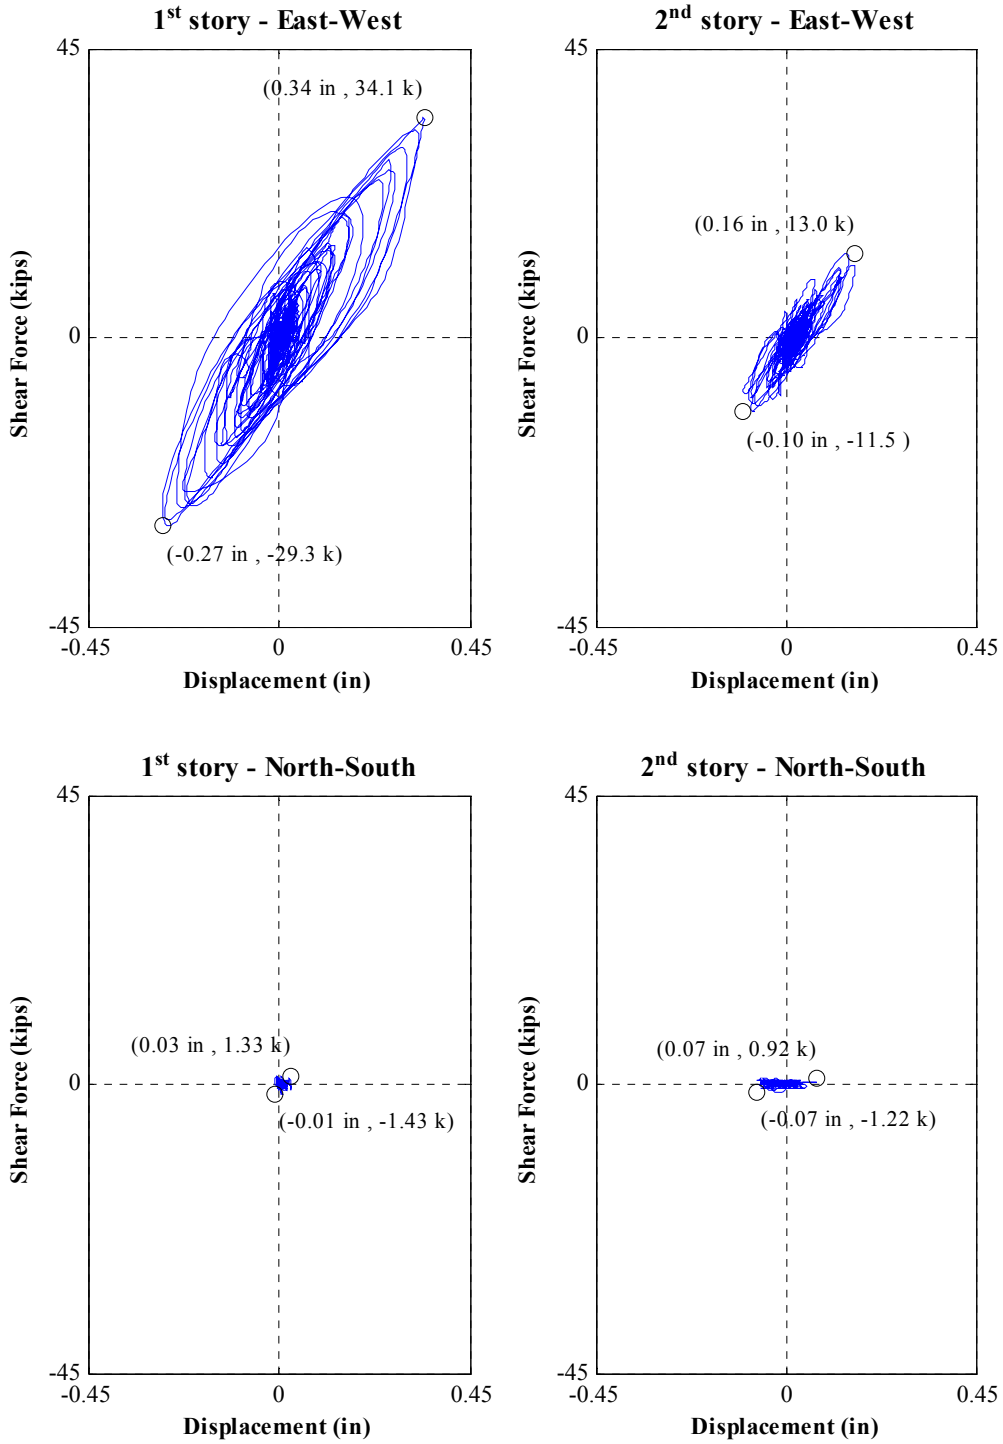 1st story - East-West
45
(0.34 in , 34.1 k)
0
(-0.27 in , -29.3 k)
-45
-0.45
0
0.45
Shear Force (kips)
Displacement (in)
2nd story - East-West
45
(0.16 in , 13.0 k)
0
(-0.10 in , -11.5 )
-45
-0.45
0
0.45
Shear Force (kips)
Displacement (in)
1st story - North-South
45
(0.03 in , 1.33 k)
0
(-0.01 in , -1.43 k)
-45
-0.45
0
0.45
Shear Force (kips)
Displacement (in)
2nd story - North-South
45
(0.07 in , 0.92 k)
0
(-0.07 in , -1.22 k)
-45
-0.45
0
0.45
Shear Force (kips)
Displacement (in)